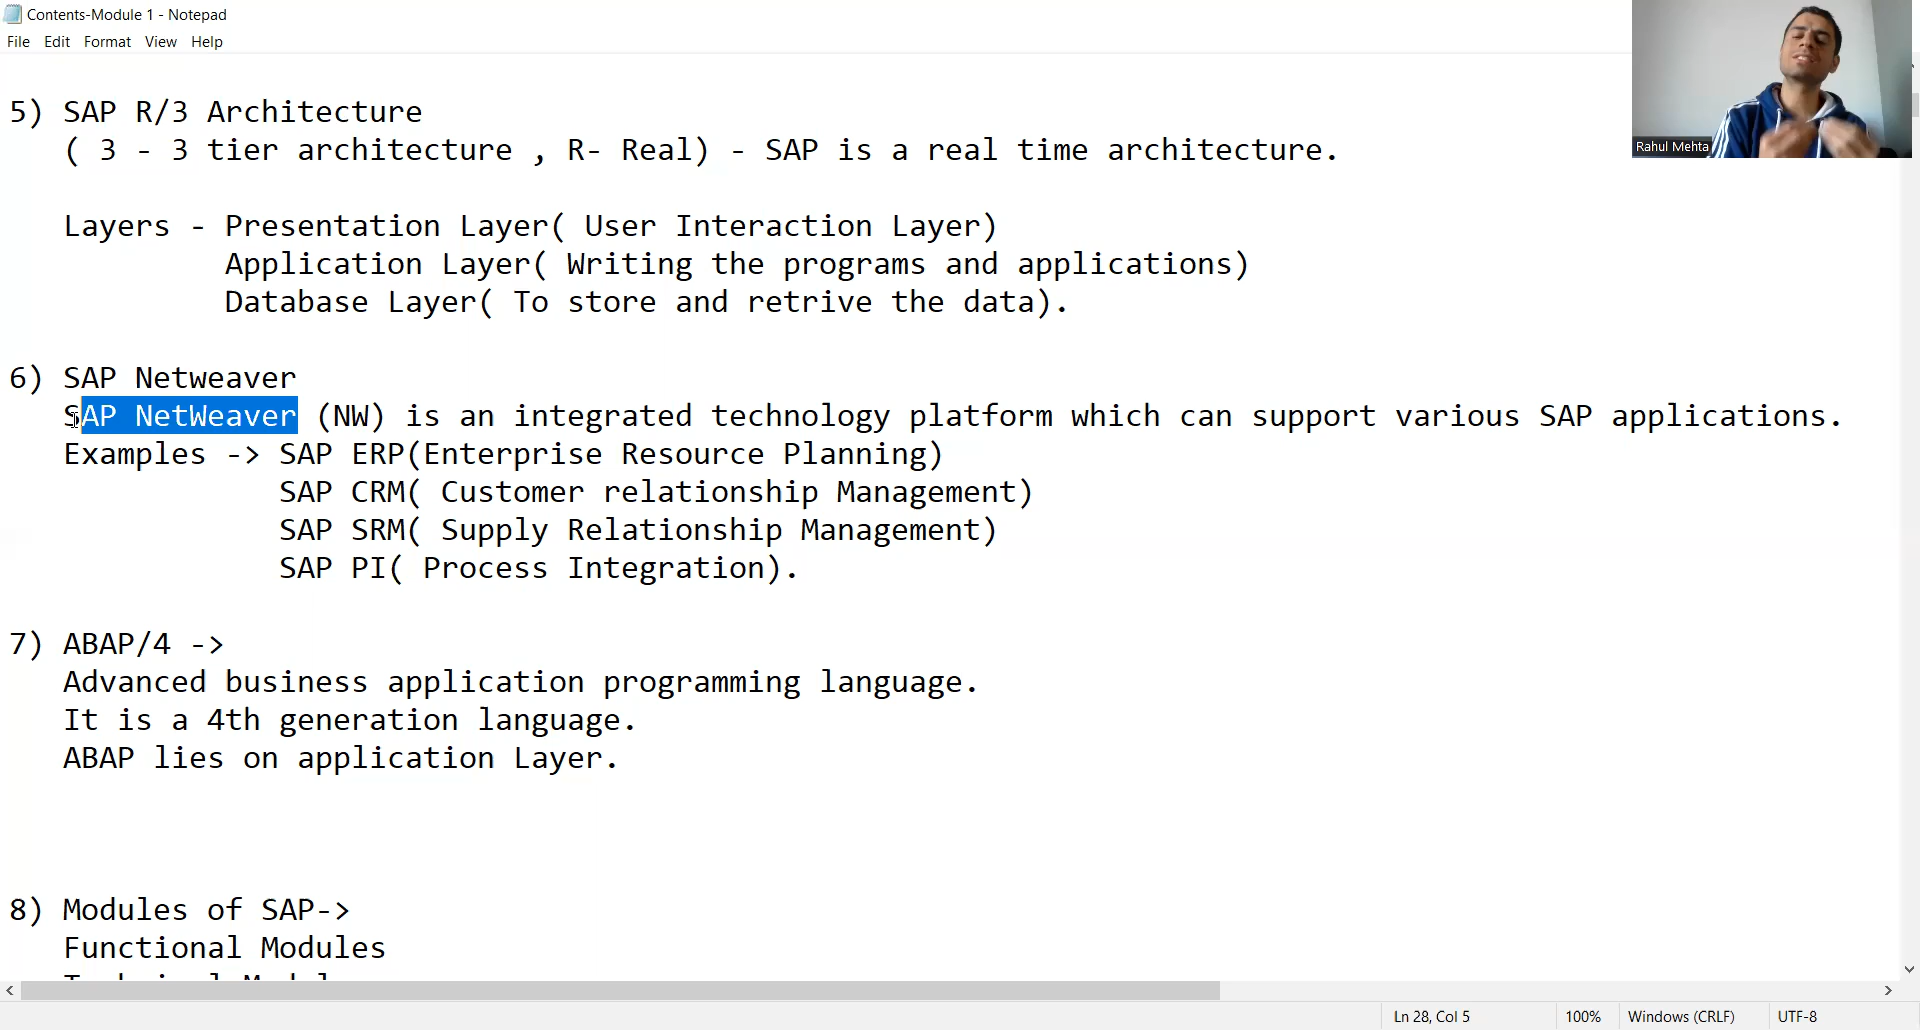 Contents-Module 1 - Notepad
File Edit Format View Help
Rahul Mehta
5) SAP R/3 Architecture
( 3 - 3 tier architecture , R- Real) - SAP is a real time architecture.
Layers - Presentation Layer( User Interaction Layer)
Application Layer( Writing the programs and applications)
Database Layer( To store and retrive the data).
6) SAP Netweaver
SAP NetWeaver (NW) is an integrated technology platform which can support various SAP applications.
Examples -> SAP ERP(Enterprise Resource Planning)
SAP CRM( Customer relationship Management)
SAP SRM( Supply Relationship Management)
SAP PI( Process Integration).
7) ABAP/4 ->
Advanced business application programming language.
It is a 4th generation language.
ABAP lies on application Layer.
8) Modules of SAP->
Functional Modules
Ln 28, Col 5
100%
Windows (CRLF)
UTF-8